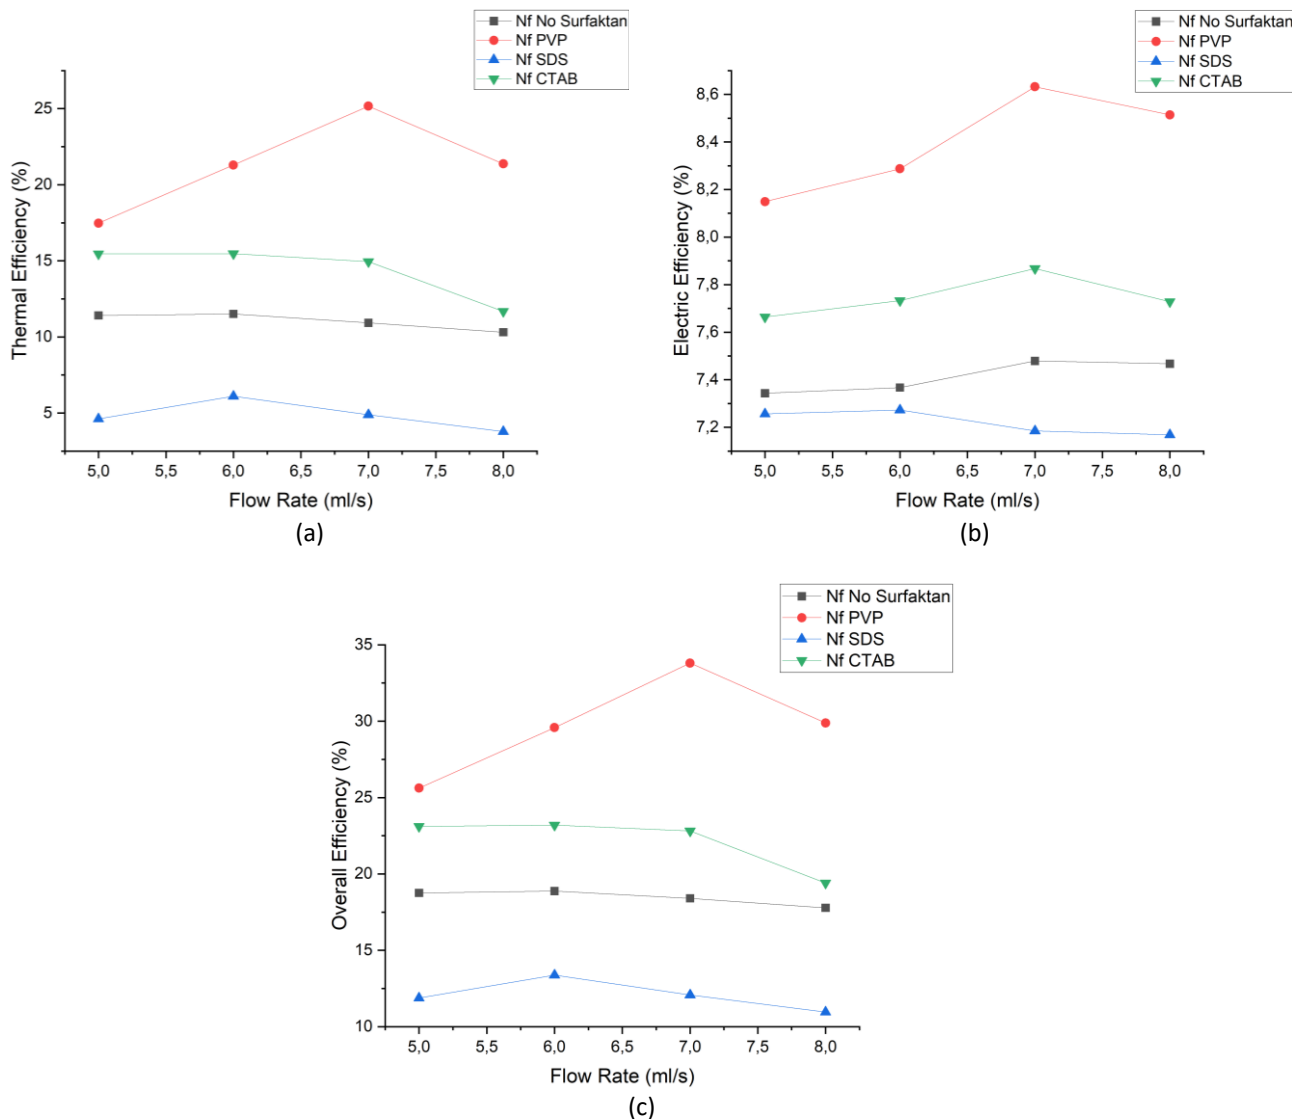 Nf No Surfaktan
Nf PVP
Nf SDS
Nf CTAB
25
20
15
10
5
Thermal Efficiency (%)
5,0 5,5 6,0 6,5 7,0 7,5 8,0
Flow Rate (ml/s)
(a)
Nf No Surfaktan
Nf PVP
Nf SDS
Nf CTAB
8,6
8,4
8,2
8,0
7,8
7,6
7,4
7,2
Electric Efficiency (%)
5,0 5,5 6,0 6,5 7,0 7,5 8,0
Flow Rate (ml/s)
(b)
Nf No Surfaktan
Nf PVP
Nf SDS
Nf CTAB
35
30
25
20
15
10
Overall Efficiency (%)
5,0 5,5 6,0 6,5 7,0 7,5 8,0
Flow Rate (ml/s)
(c)